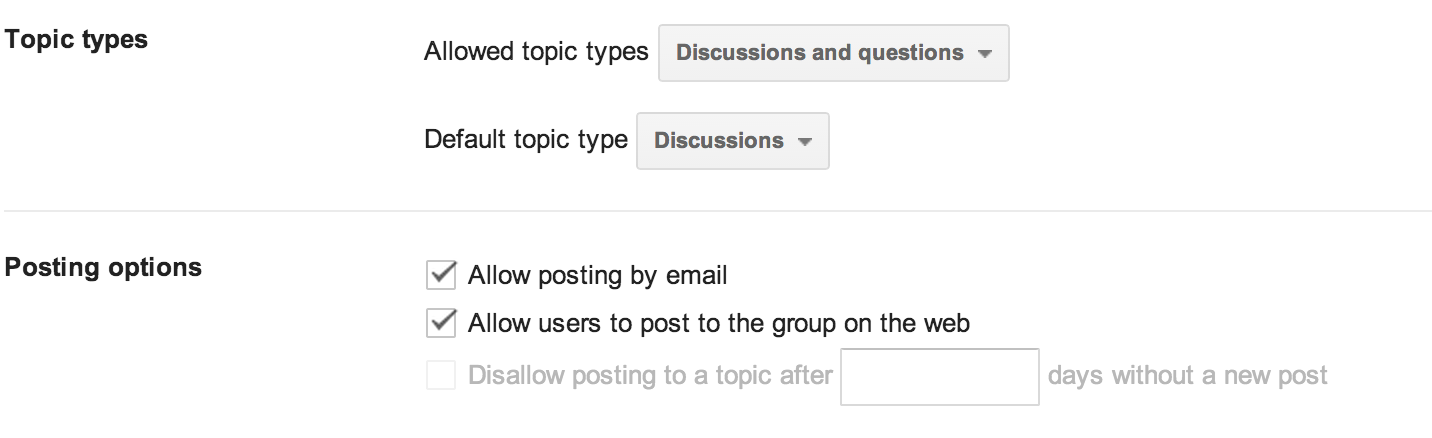 Topic types
Allowed topic types Discussions and questions
Default topic type Discussions
Posting options
Allow posting by email
Allow users to post to the group on the web
Disallow posting to a topic after days without a new post